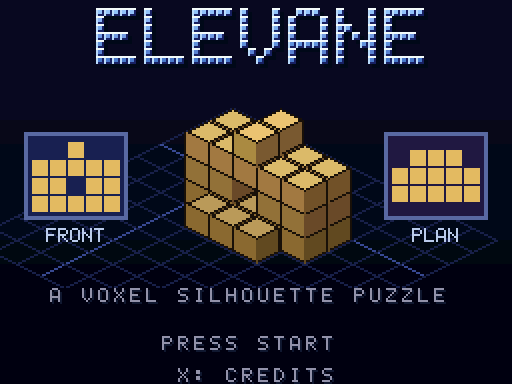 ELEVANE
FRONT
PLAN
A VOXEL SILHOUETTE PUZZLE
PRESS START
X: CREDITS